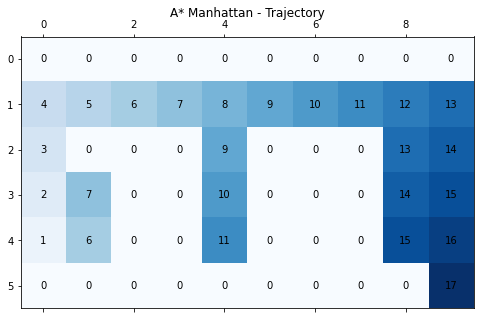 A* Manhattan - Trajectory
0 2 4 6 8
0 0 0 0 0 0 0 0 0 0 0
1 4 5 6 7 8 9 10 11 12 13
2 3 0 0 0 9 0 0 0 13 14
3 2 7 0 0 10 0 0 0 14 15
4 1 6 0 0 11 0 0 0 15 16
5 0 0 0 0 0 0 0 0 0 17